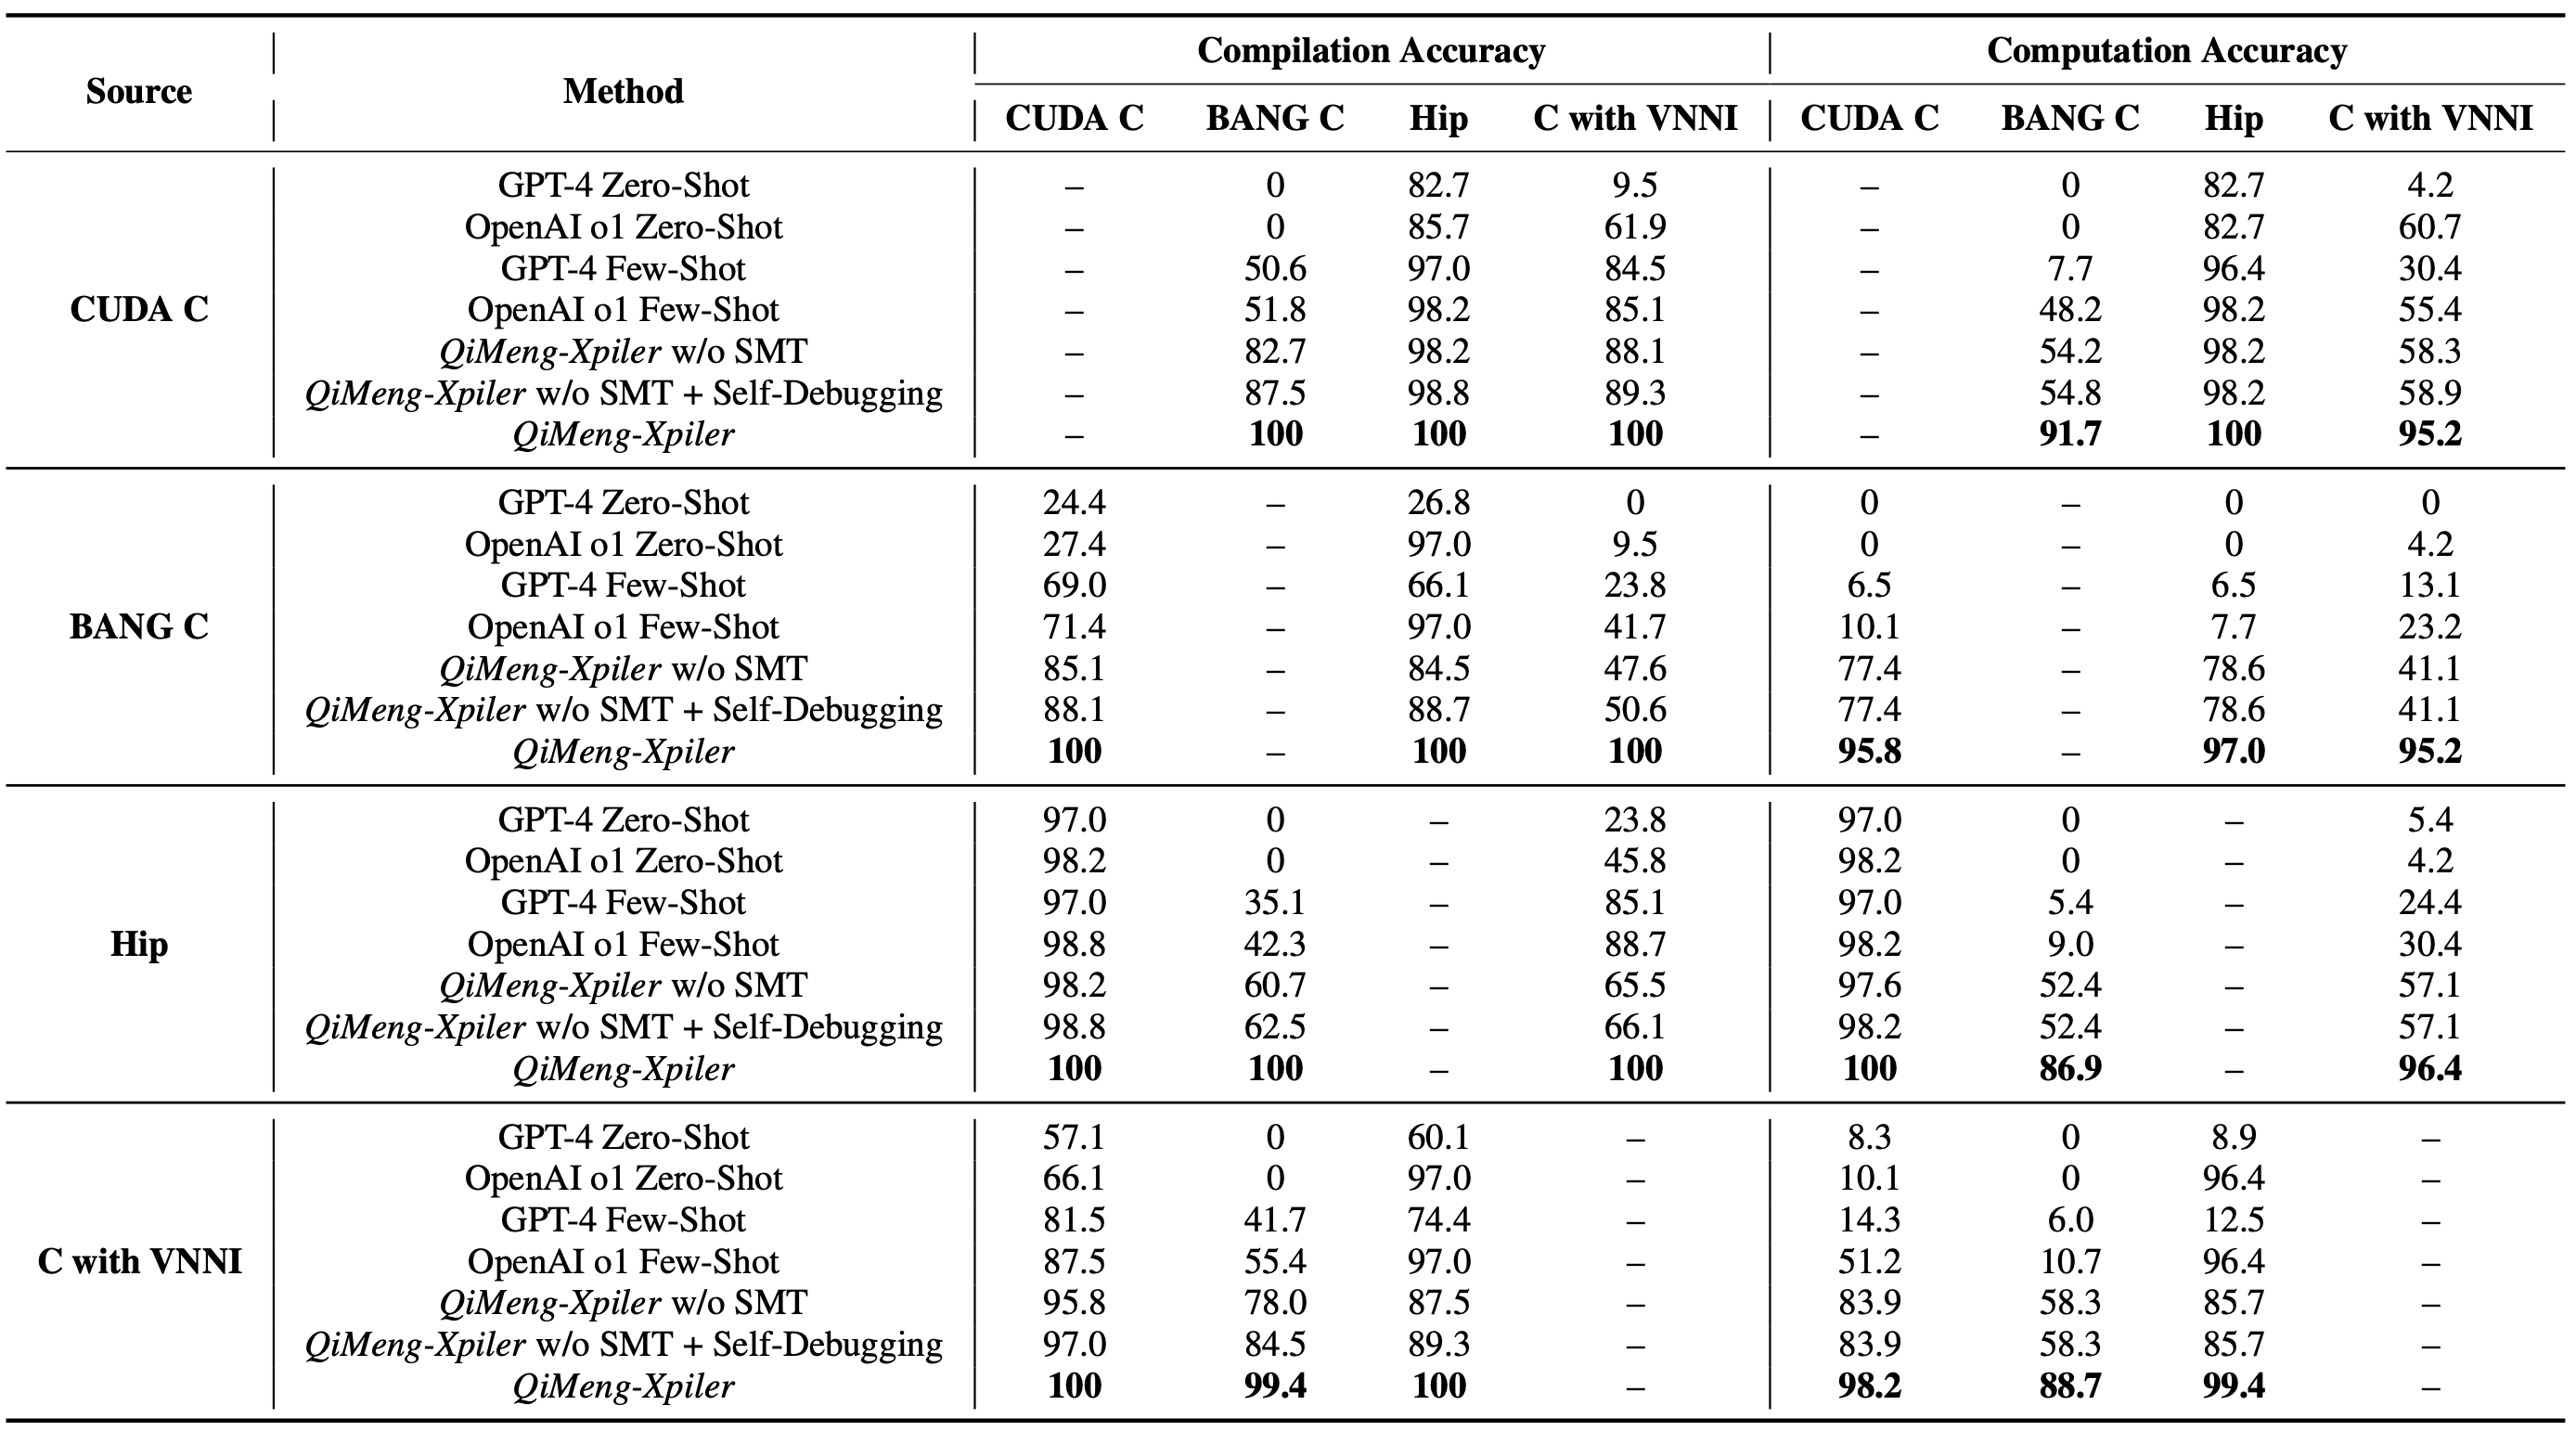 Source Method Compilation Accuracy Computation Accuracy
CUDA C BANG C Hip C with VNNI CUDA C BANG C Hip C with VNNI
CUDA C
GPT-4 Zero-Shot – 0 82.7 9.5 – 0 82.7 4.2
OpenAI o1 Zero-Shot – 0 85.7 61.9 – 0 82.7 60.7
GPT-4 Few-Shot – 50.6 97.0 84.5 – 7.7 96.4 30.4
OpenAI o1 Few-Shot – 51.8 98.2 85.1 – 48.2 98.2 55.4
QiMeng-Xpiler w/o SMT – 82.7 98.2 88.1 – 54.2 98.2 58.3
QiMeng-Xpiler w/o SMT + Self-Debugging – 87.5 98.8 89.3 – 54.8 98.2 58.9
QiMeng-Xpiler – 100 100 100 – 91.7 100 95.2
BANG C
GPT-4 Zero-Shot 24.4 – 26.8 0 0 – 0 0
OpenAI o1 Zero-Shot 27.4 – 97.0 9.5 0 – 0 4.2
GPT-4 Few-Shot 69.0 – 66.1 23.8 6.5 – 6.5 13.1
OpenAI o1 Few-Shot 71.4 – 97.0 41.7 10.1 – 7.7 23.2
QiMeng-Xpiler w/o SMT 85.1 – 84.5 47.6 77.4 – 78.6 41.1
QiMeng-Xpiler w/o SMT + Self-Debugging 88.1 – 88.7 50.6 77.4 – 78.6 41.1
QiMeng-Xpiler 100 – 100 100 95.8 – 97.0 95.2
Hip
GPT-4 Zero-Shot 97.0 0 – 23.8 97.0 0 – 5.4
OpenAI o1 Zero-Shot 98.2 0 – 45.8 98.2 0 – 4.2
GPT-4 Few-Shot 97.0 35.1 – 85.1 97.0 5.4 – 24.4
OpenAI o1 Few-Shot 98.8 42.3 – 88.7 98.2 9.0 – 30.4
QiMeng-Xpiler w/o SMT 98.2 60.7 – 65.5 97.6 52.4 – 57.1
QiMeng-Xpiler w/o SMT + Self-Debugging 98.8 62.5 – 66.1 98.2 52.4 – 57.1
QiMeng-Xpiler 100 100 – 100 100 86.9 – 96.4
C with VNNI
GPT-4 Zero-Shot 57.1 0 60.1 – 8.3 0 8.9 –
OpenAI o1 Zero-Shot 66.1 0 97.0 – 10.1 0 96.4 –
GPT-4 Few-Shot 81.5 41.7 74.4 – 14.3 6.0 12.5 –
OpenAI o1 Few-Shot 87.5 55.4 97.0 – 51.2 10.7 96.4 –
QiMeng-Xpiler w/o SMT 95.8 78.0 87.5 – 83.9 58.3 85.7 –
QiMeng-Xpiler w/o SMT + Self-Debugging 97.0 84.5 89.3 – 83.9 58.3 85.7 –
QiMeng-Xpiler 100 99.4 100 – 98.2 88.7 99.4 –